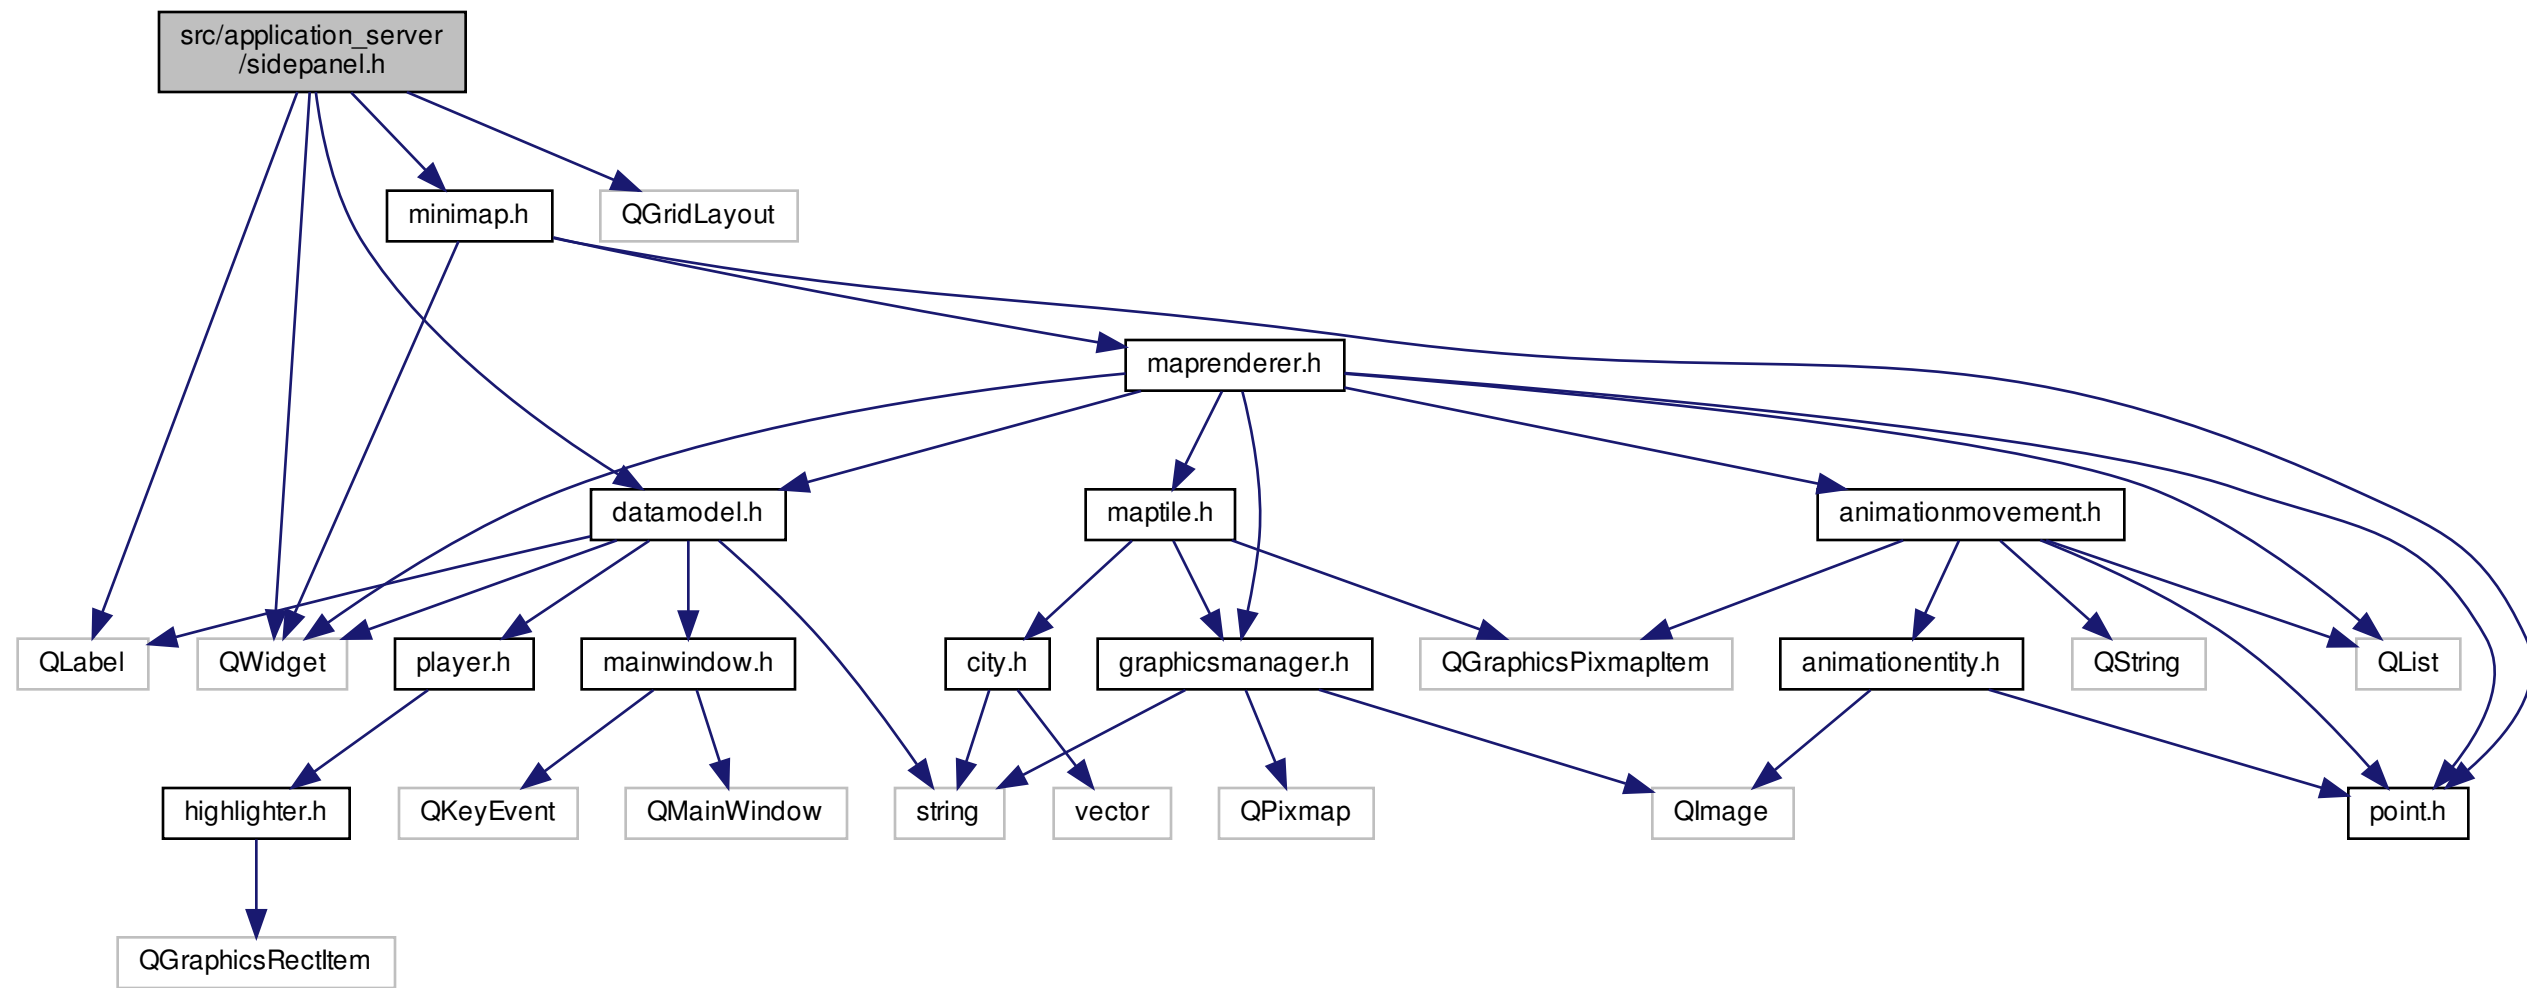 src/application_server
/sidepanel.h
minimap.h
QGridLayout
maprenderer.h
datamodel.h
maptile.h
animationmovement.h
QLabel
QWidget
player.h
mainwindow.h
city.h
graphicsmanager.h
QGraphicsPixmapItem
animationentity.h
QString
QList
highlighter.h
QKeyEvent
QMainWindow
string
vector
QPixmap
QImage
point.h
QGraphicsRectItem